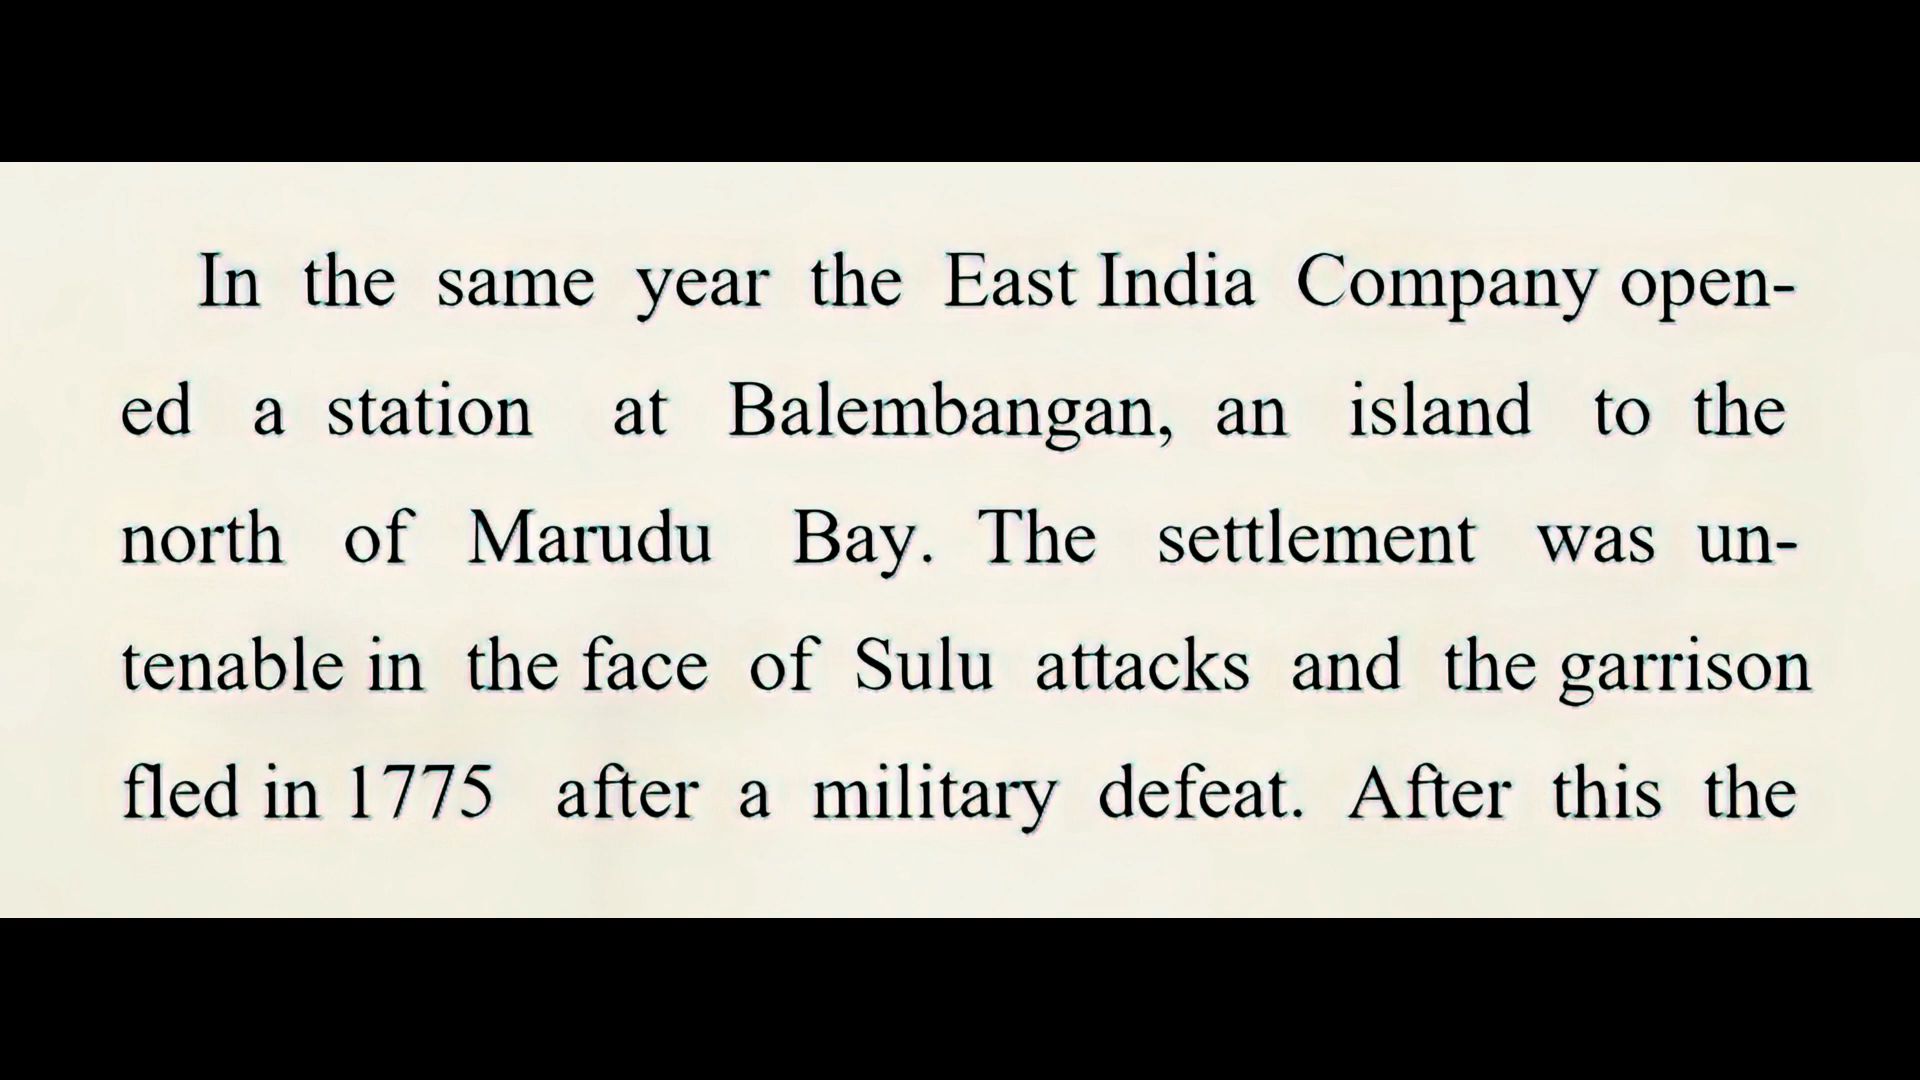 In the same year the East India Company open-
ed a station at Balembangan, an island to the
north of Marudu Bay. The settlement was un-
tenable in the face of Sulu attacks and the garrison
fled in 1775 after a military defeat. After this the